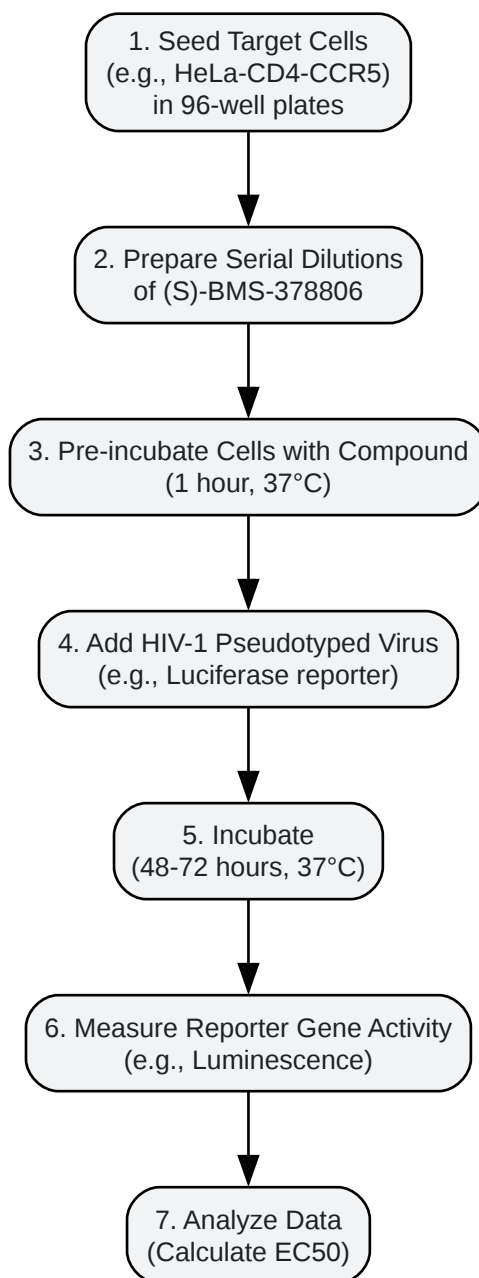 1. Seed Target Cells
(e.g., HeLa-CD4-CCR5)
in 96-well plates
2. Prepare Serial Dilutions
of (S)-BMS-378806
3. Pre-incubate Cells with Compound
(1 hour, 37°C)
4. Add HIV-1 Pseudotyped Virus
(e.g., Luciferase reporter)
5. Incubate
(48-72 hours, 37°C)
6. Measure Reporter Gene Activity
(e.g., Luminescence)
7. Analyze Data
(Calculate EC50)